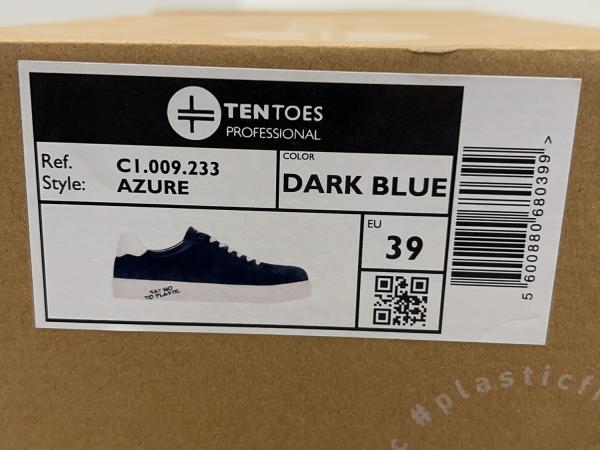 TENTOES
PROFESSIONAL
Ref. C1.009.233
Style: AZURE
COLOR
DARK BLUE
SAY NO
TO PLASTIC
EU
39
5 600880 680399 >
c #plasticf